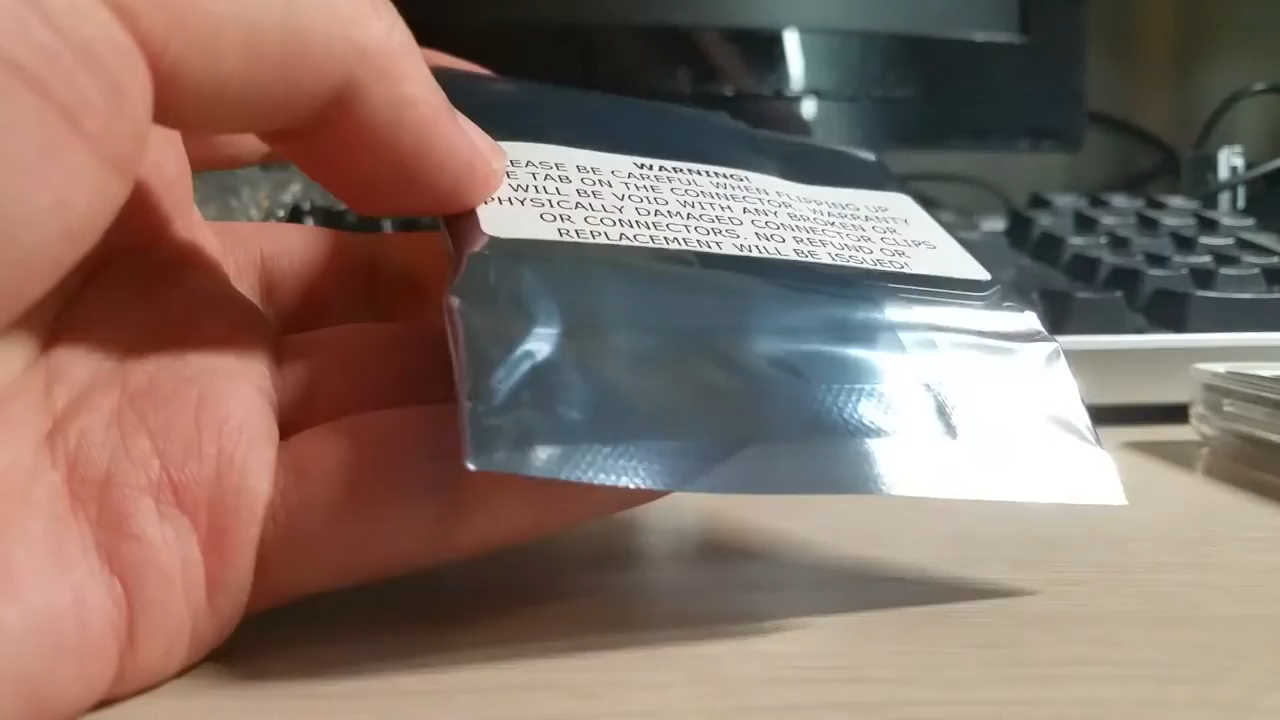 WARNING!
EASE BE CAREFUL WHEN FLIPPING UP
E TAB ON THE CONNECTOR. WARRANTY
WILL BE VOID WITH ANY BROKEN OR
PHYSICALLY DAMAGED CONNECTOR CLIPS
OR CONNECTORS. NO REFUND OR
REPLACEMENT WILL BE ISSUED!